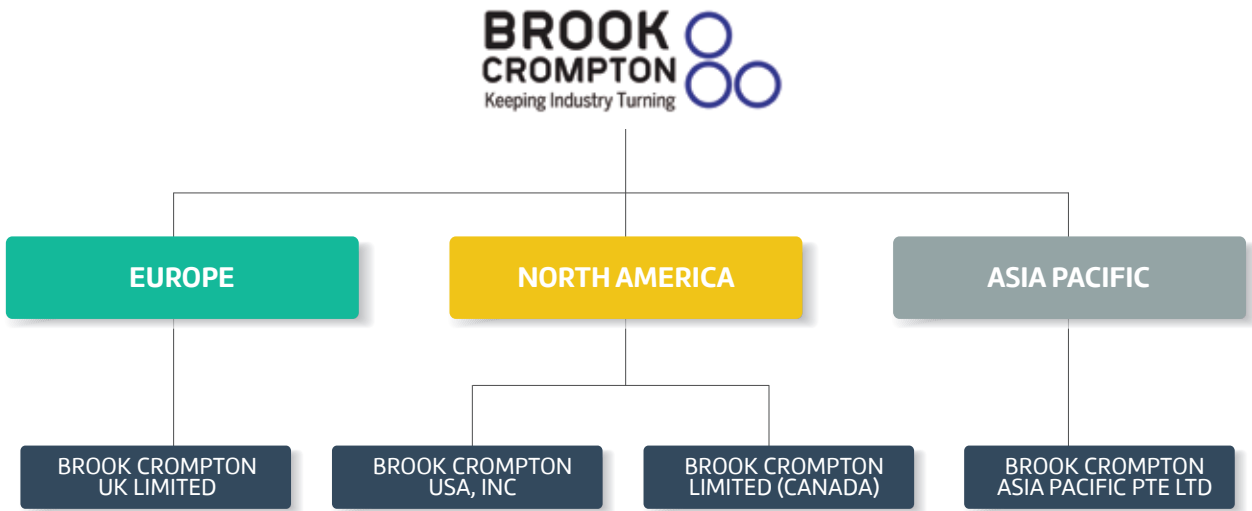 BROOK
CROMPTON
Keeping Industry Turning
EUROPE
NORTH AMERICA
ASIA PACIFIC
BROOK CROMPTON
UK LIMITED
BROOK CROMPTON
USA, INC
BROOK CROMPTON
LIMITED (CANADA)
BROOK CROMPTON
ASIA PACIFIC PTE LTD